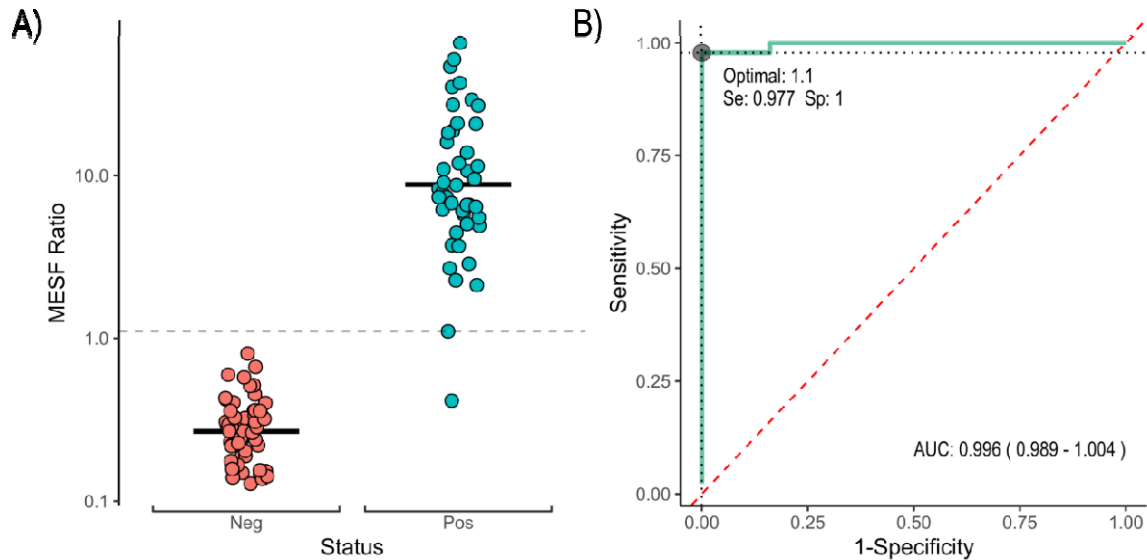 A)
MESF Ratio
10.0
1.0
0.1
Neg
Pos
Status
B)
Sensitivity
1.00
0.75
0.50
0.25
0.00
Optimal: 1.1
Se: 0.977 Sp: 1
AUC: 0.996 ( 0.989 - 1.004 )
0.00
0.25
0.50
0.75
1.00
1-Specificity